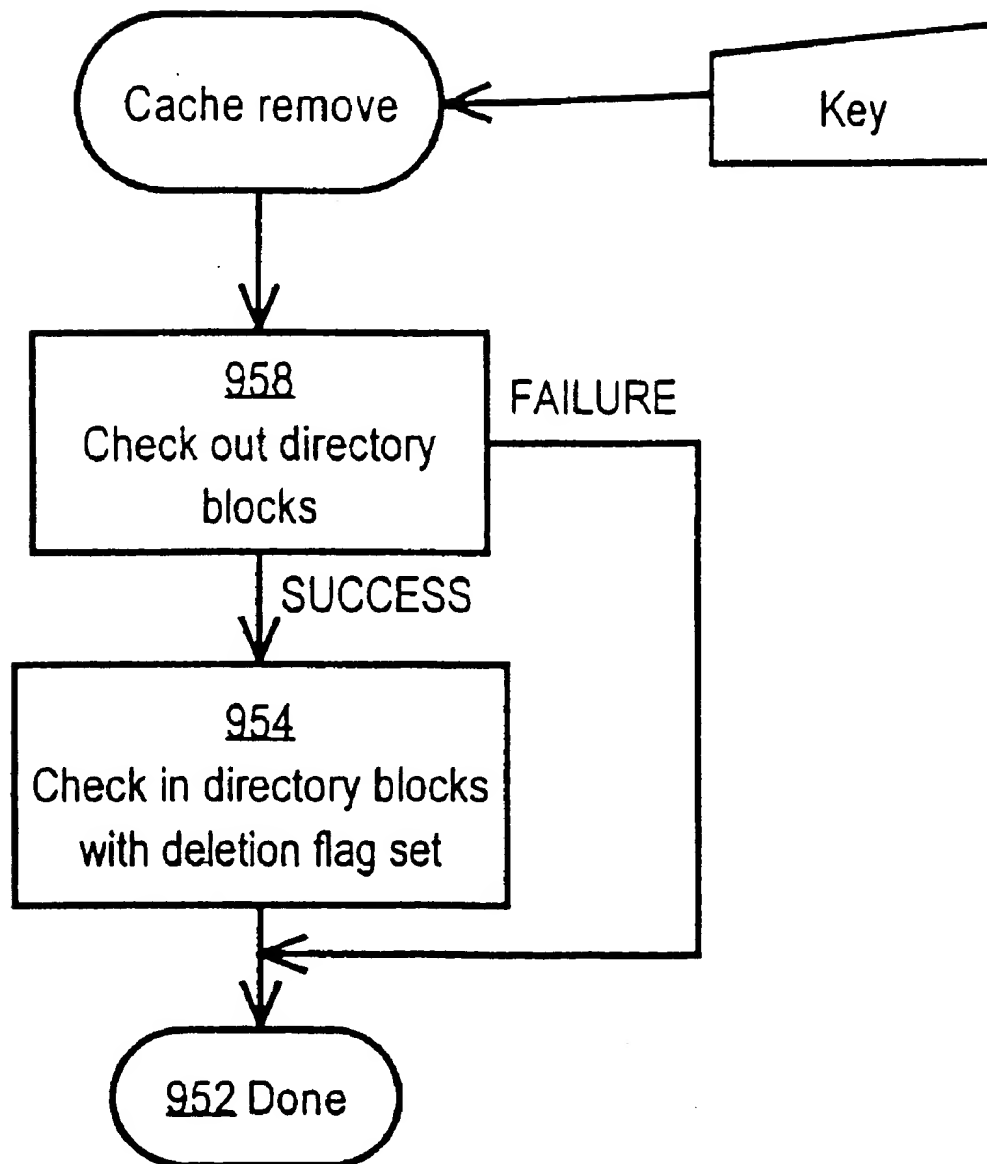 Cache remove
Key
958
Check out directory
blocks
FAILURE
SUCCESS
954
Check in directory blocks
with deletion flag set
952 Done